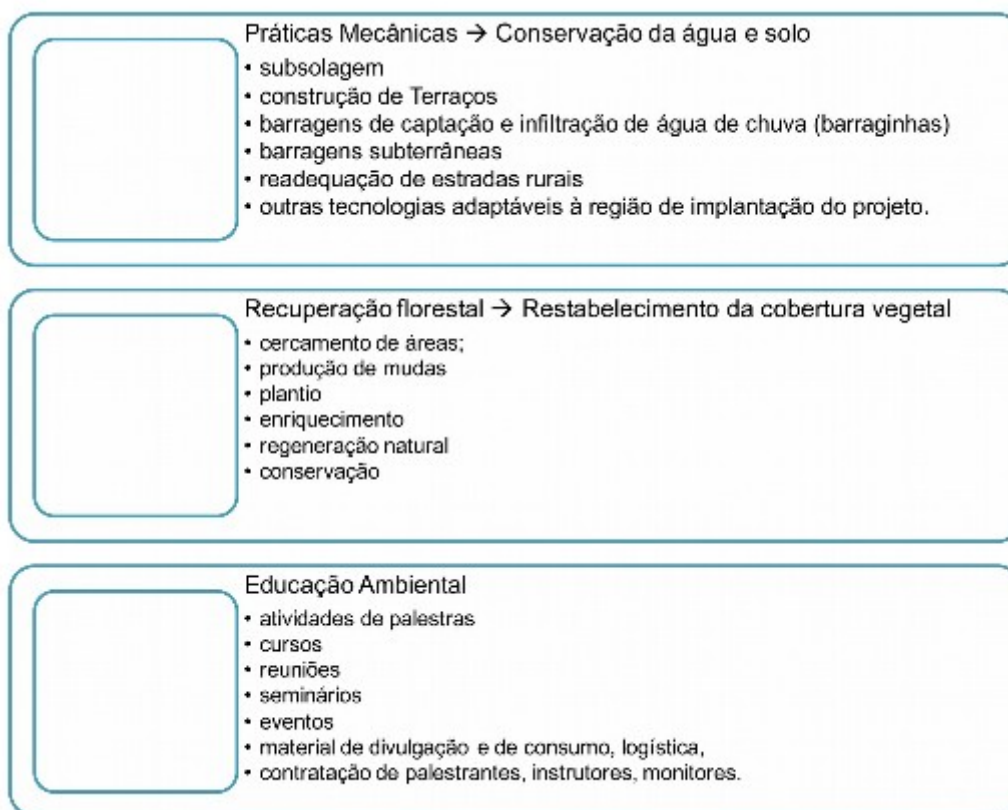 Práticas Mecânicas → Conservação da água e solo
• subsolagem
• construção de Terraços
• barragens de captação e infiltração de água de chuva (barraginhas)
• barragens subterrâneas
• readequação de estradas rurais
• outras tecnologias adaptáveis à região de implantação do projeto.
Recuperação florestal → Restabelecimento da cobertura vegetal
• cercamento de áreas;
• produção de mudas
• plantio
• enriquecimento
• regeneração natural
• conservação
Educação Ambiental
• atividades de palestras
• cursos
• reuniões
• seminários
• eventos
• material de divulgação e de consumo, logística,
• contratação de palestrantes, instrutores, monitores.